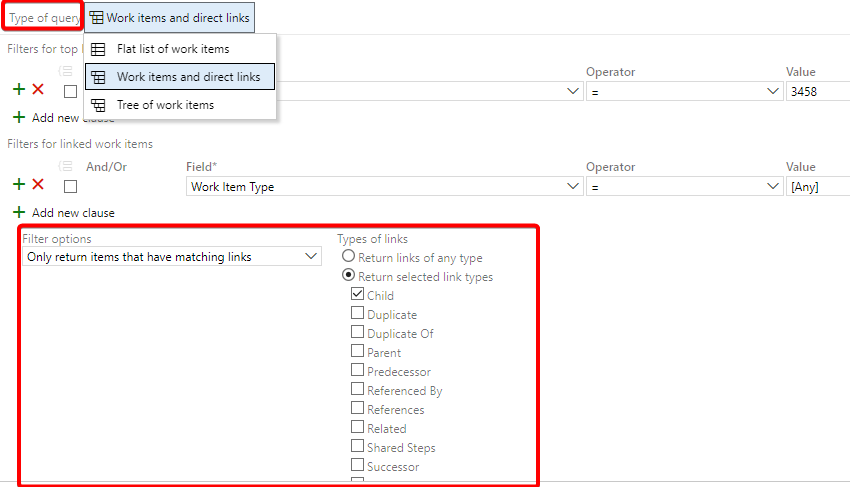 Type of query Work items and direct links
Flat list of work items
Filters for top
Work items and direct links
Operator Value
= 3458
Tree of work items
Add new clause
Filters for linked work items
And/Or Field* Operator Value
Work Item Type = [Any]
Add new clause
Filter options Types of links
Only return items that have matching links Return links of any type
Return selected link types
Child
Duplicate
Duplicate Of
Parent
Predecessor
Referenced By
References
Related
Shared Steps
Successor